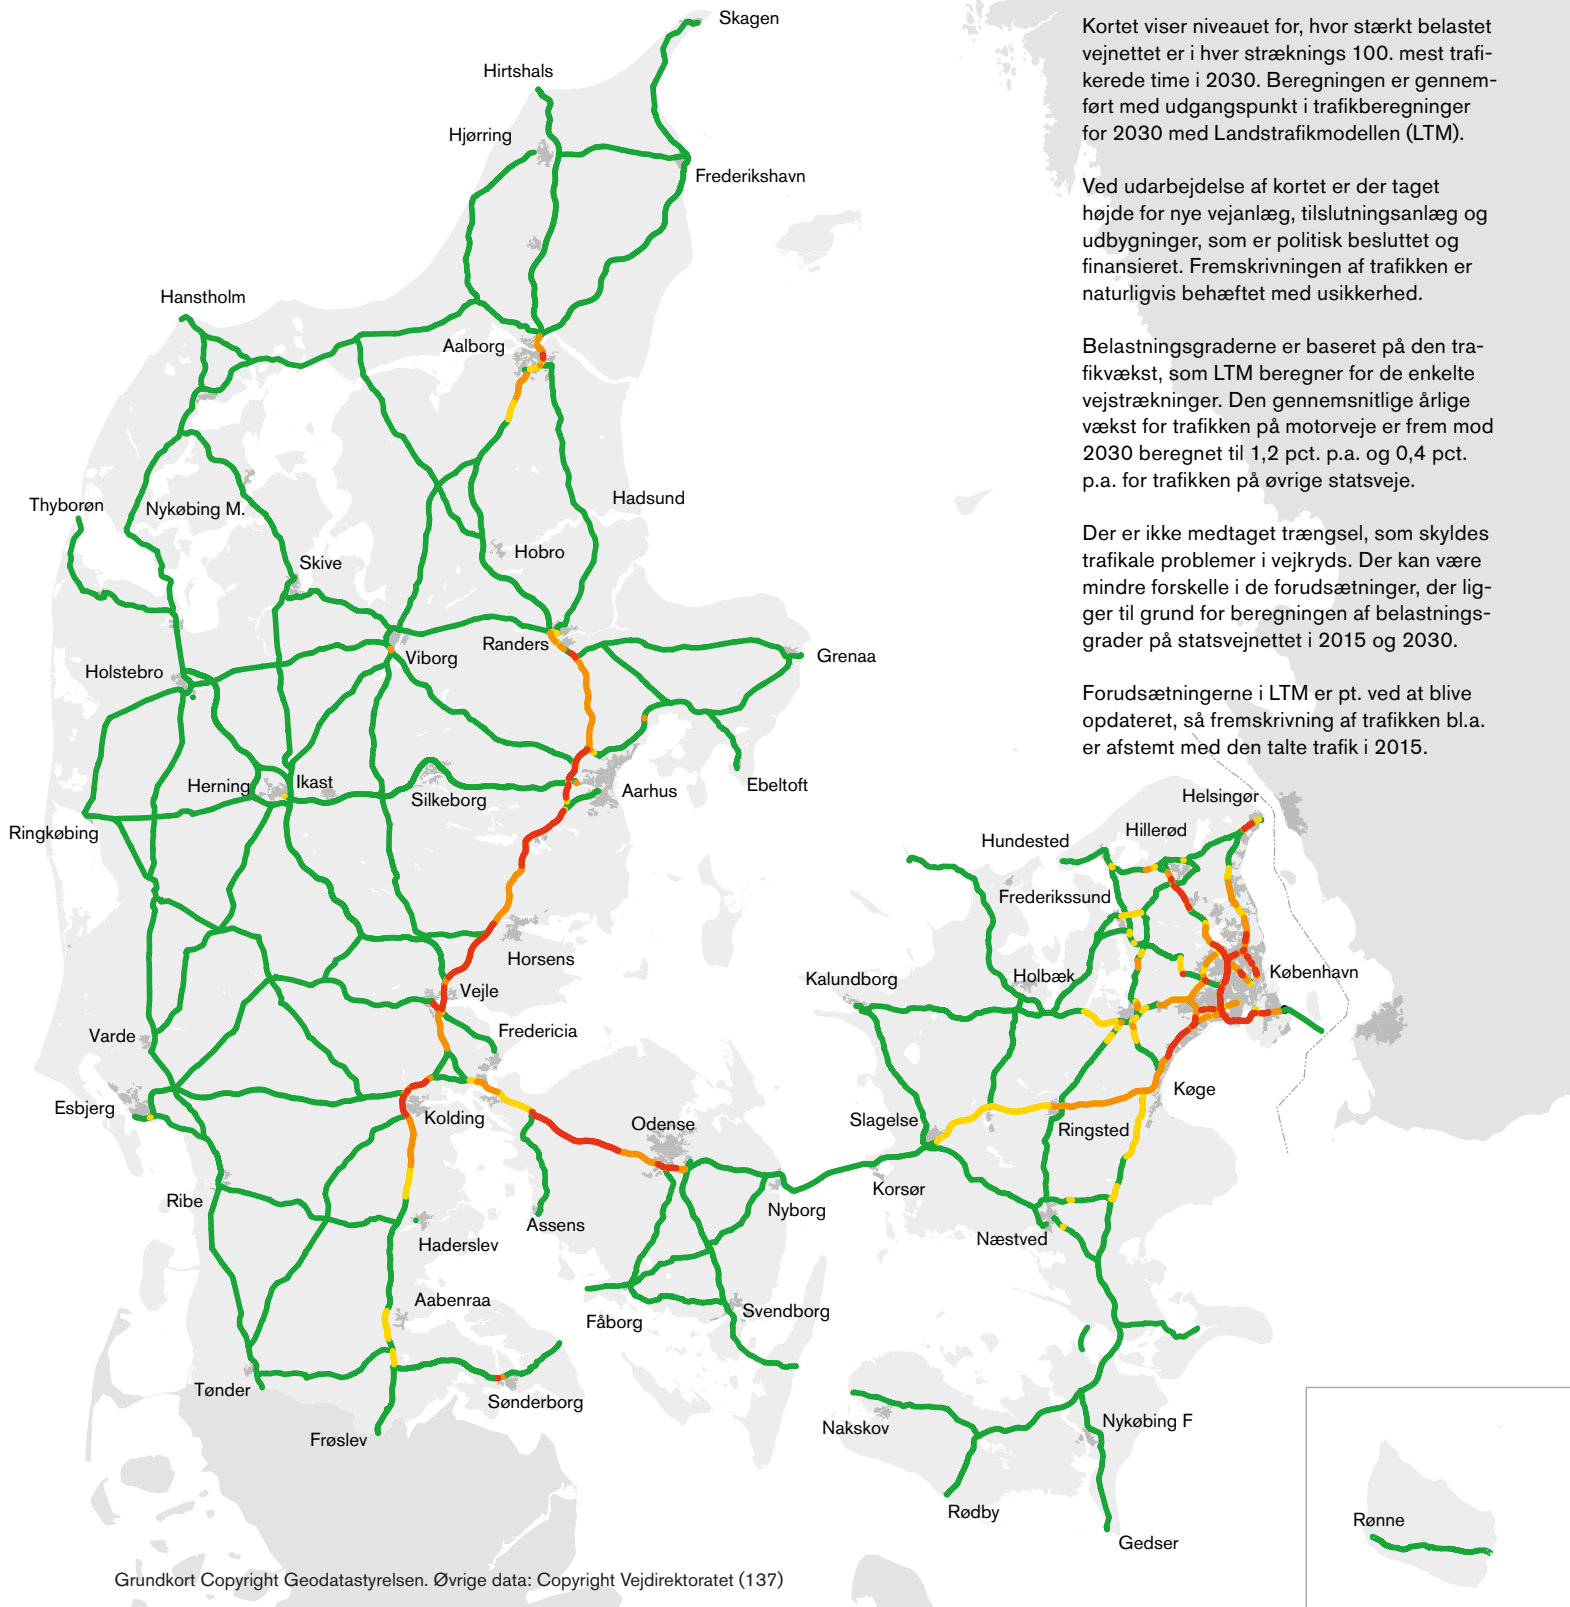 Kortet viser niveauet for, hvor stærkt belastet
vejnettet er i hver stræknings 100. mest trafi-
kerede time i 2030. Beregningen er gennem-
ført med udgangspunkt i trafikberegninger
for 2030 med Landstrafikmodellen (LTM).
Ved udarbejdelse af kortet er der taget
højde for nye vejanlæg, tilslutningsanlæg og
udbygninger, som er politisk besluttet og
finansieret. Fremskrivningen af trafikken er
naturligvis behæftet med usikkerhed.
Belastningsgraderne er baseret på den tra-
fikvækst, som LTM beregner for de enkelte
vejstrækninger. Den gennemsnitlige årlige
vækst for trafikken på motorveje er frem mod
2030 beregnet til 1,2 pct. p.a. og 0,4 pct.
p.a. for trafikken på øvrige statsveje.
Der er ikke medtaget trængsel, som skyldes
trafikale problemer i vejkryds. Der kan være
mindre forskelle i de forudsætninger, der lig-
ger til grund for beregningen af belastnings-
grader på statsvejnettet i 2015 og 2030.
Forudsætningerne i LTM er pt. ved at blive
opdateret, så fremskrivning af trafikken bl.a.
er afstemt med den talte trafik i 2015.
Skagen
Hirtshals
Hjørring
Frederikshavn
Hanstholm
Aalborg
Thyborøn
Nykøbing M.
Hadsund
Hobro
Skive
Randers
Viborg
Grenaa
Holstebro
Herning
Ikast
Silkeborg
Aarhus
Ebeltoft
Ringkøbing
Helsingør
Hundested
Hillerød
Frederikssund
Horsens
Kalundborg
Holbæk
København
Vejle
Varde
Fredericia
Esbjerg
Kolding
Odense
Slagelse
Køge
Ringsted
Ribe
Korsør
Nyborg
Assens
Næstved
Haderslev
Aabenraa
Fåborg
Svendborg
Tønder
Sønderborg
Nakskov
Nykøbing F
Frøslev
Rødby
Gedser
Rønne
Grundkort Copyright Geodatastyrelsen. Øvrige data: Copyright Vejdirektoratet (137)